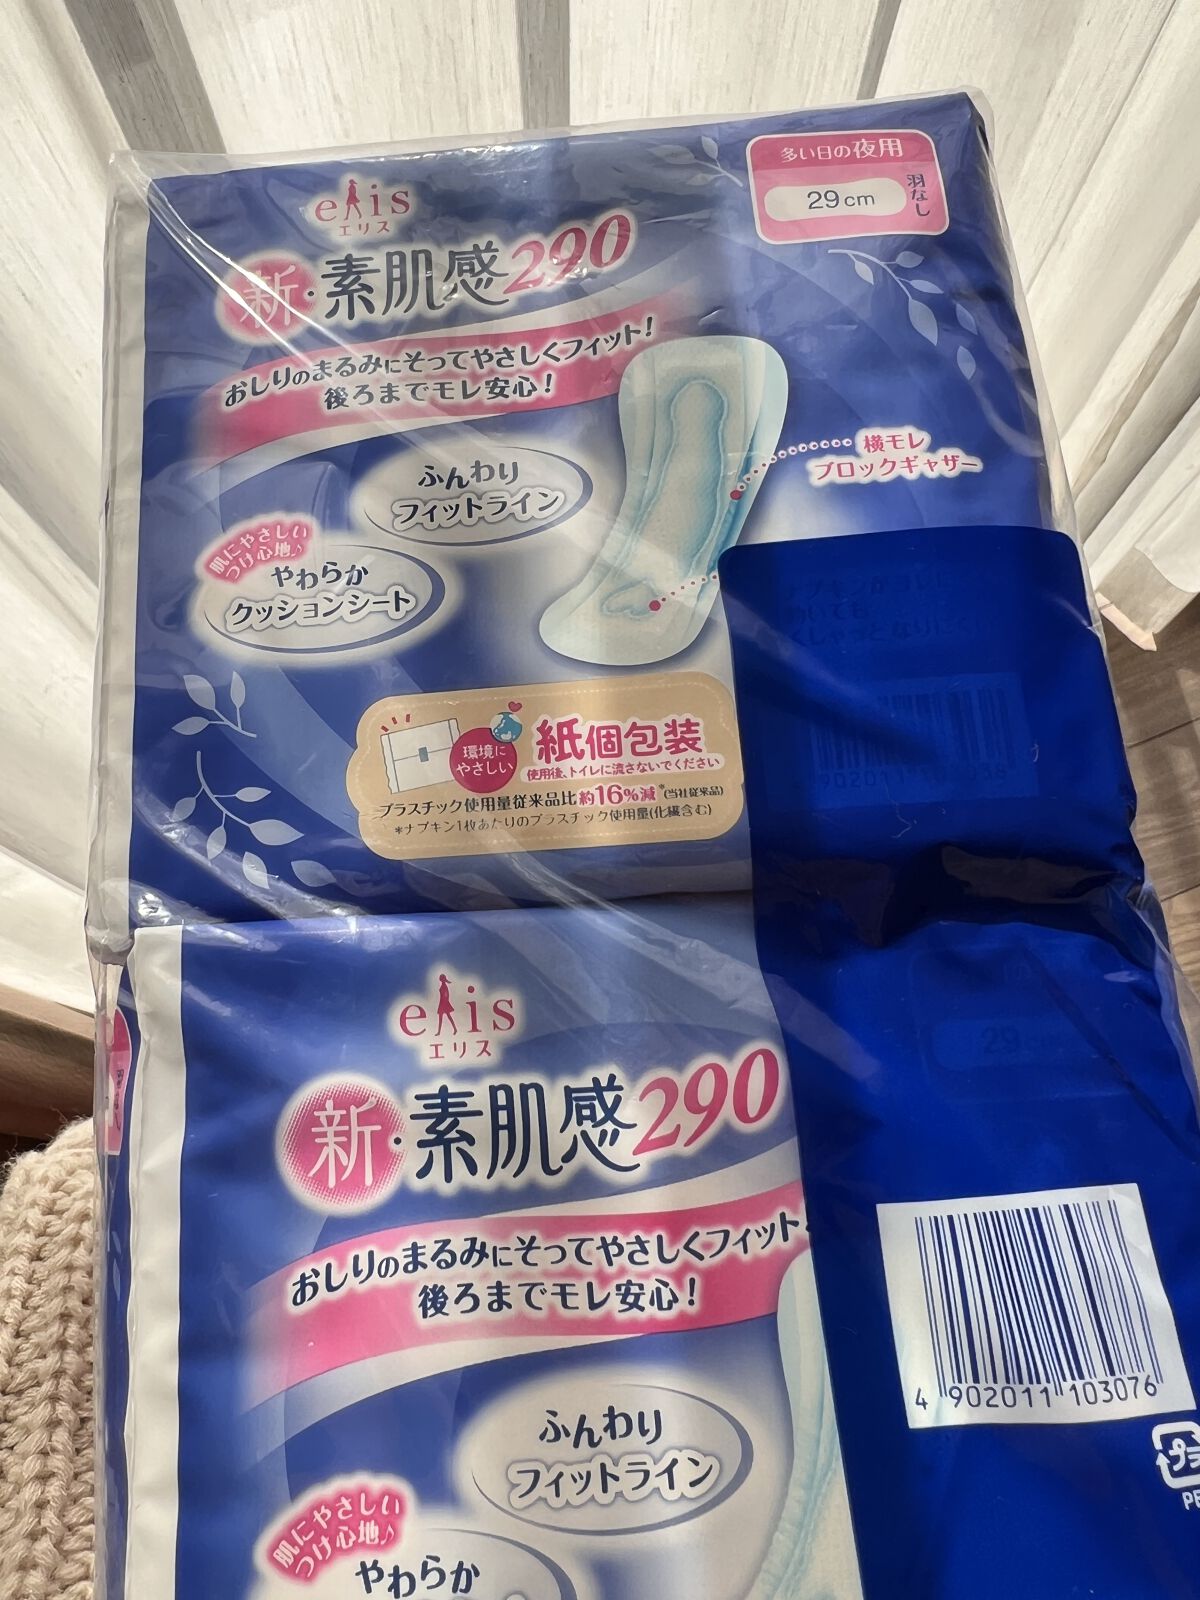 多い日の夜用
29cm
羽なし
elis
エリス
新・素肌感290
おしりのまるみにそってやさしくフィット!
後ろまでモレ安心!
横モレ
ブロックギャザー
ふんわり
フィットライン
肌にやさしい
つけ心地♪
やわらか
クッションシート
環境に
やさしい
紙個包装
使用後、トイレに流さないでください
プラスチック使用量従来品比約16%減*(当社従来品)
*ナプキン1枚あたりのプラスチック使用量(化繊含む)
elis
エリス
新・素肌感290
おしりのまるみにそってやさしくフィット
後ろまでモレ安心!
ふんわり
フィットライン
肌にやさしい
つけ心地♪
やわらか
4 902011 103076
プラ
PE